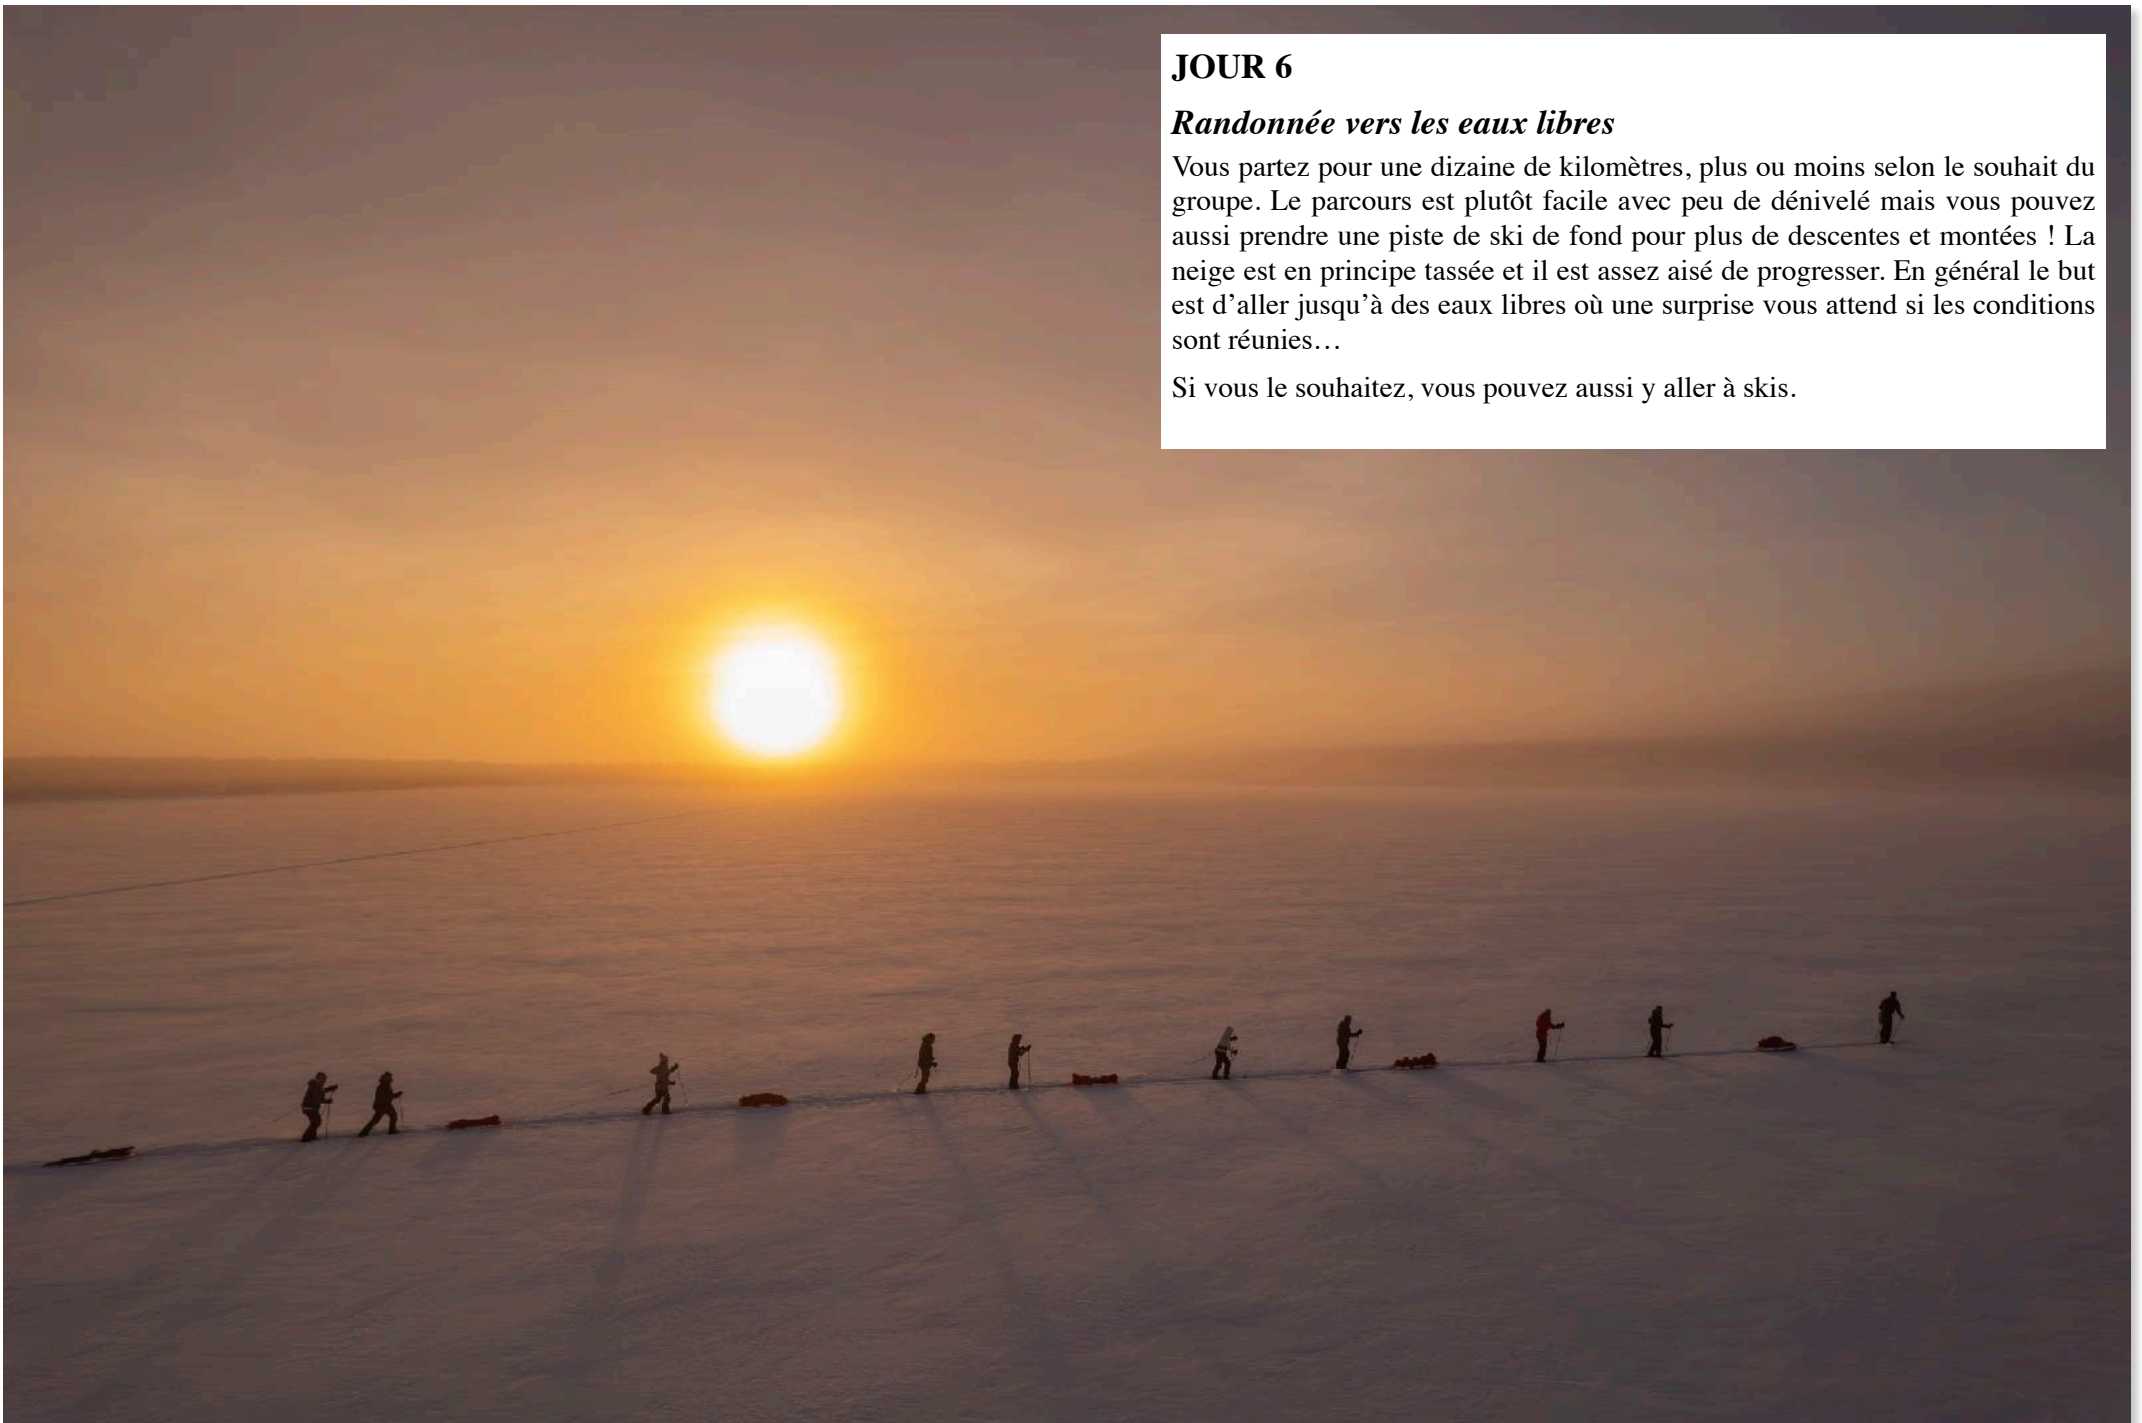 JOUR 6
Randonnée vers les eaux libres
Vous partez pour une dizaine de kilomètres, plus ou moins selon le souhait du
groupe. Le parcours est plutôt facile avec peu de dénivelé mais vous pouvez
aussi prendre une piste de ski de fond pour plus de descentes et montées ! La
neige est en principe tassée et il est assez aisé de progresser. En général le but
est d’aller jusqu’à des eaux libres où une surprise vous attend si les conditions
sont réunies…
Si vous le souhaitez, vous pouvez aussi y aller à skis.